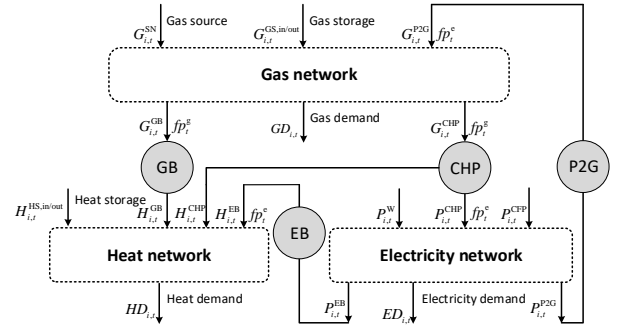 Gas source
Gas storage
G_{i,t}^{SN}
G_{i,t}^{GS,in/out}
G_{i,t}^{P2G} fp_t^e
Gas network
G_{i,t}^{GB} fp_t^g
Gas demand
GD_{i,t}
G_{i,t}^{CHP} fp_t^g
GB
CHP
P2G
Heat storage
H_{i,t}^{HS,in/out}
H_{i,t}^{GB}
H_{i,t}^{CHP}
H_{i,t}^{EB} fp_t^e
EB
P_{i,t}^{W}
P_{i,t}^{CHP} fp_t^e
P_{i,t}^{CFP}
Heat network
Electricity network
Heat demand
HD_{i,t}
P_{i,t}^{EB}
Electricity demand
ED_{i,t}
P_{i,t}^{P2G}